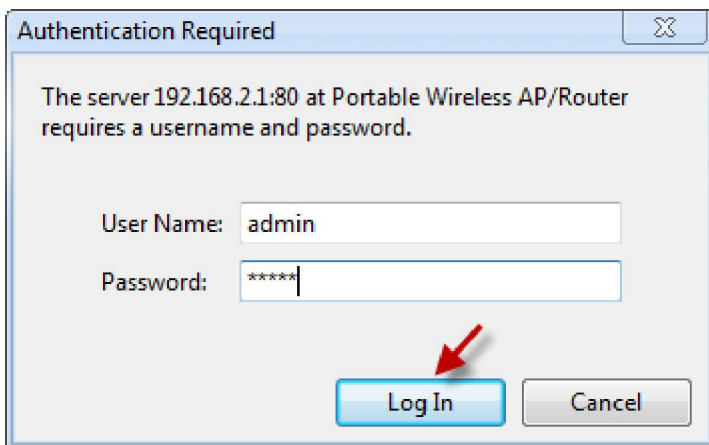 Authentication Required
The server 192.168.2.1:80 at Portable Wireless AP/Router
requires a username and password.
User Name: admin
Password: *****
Log In Cancel